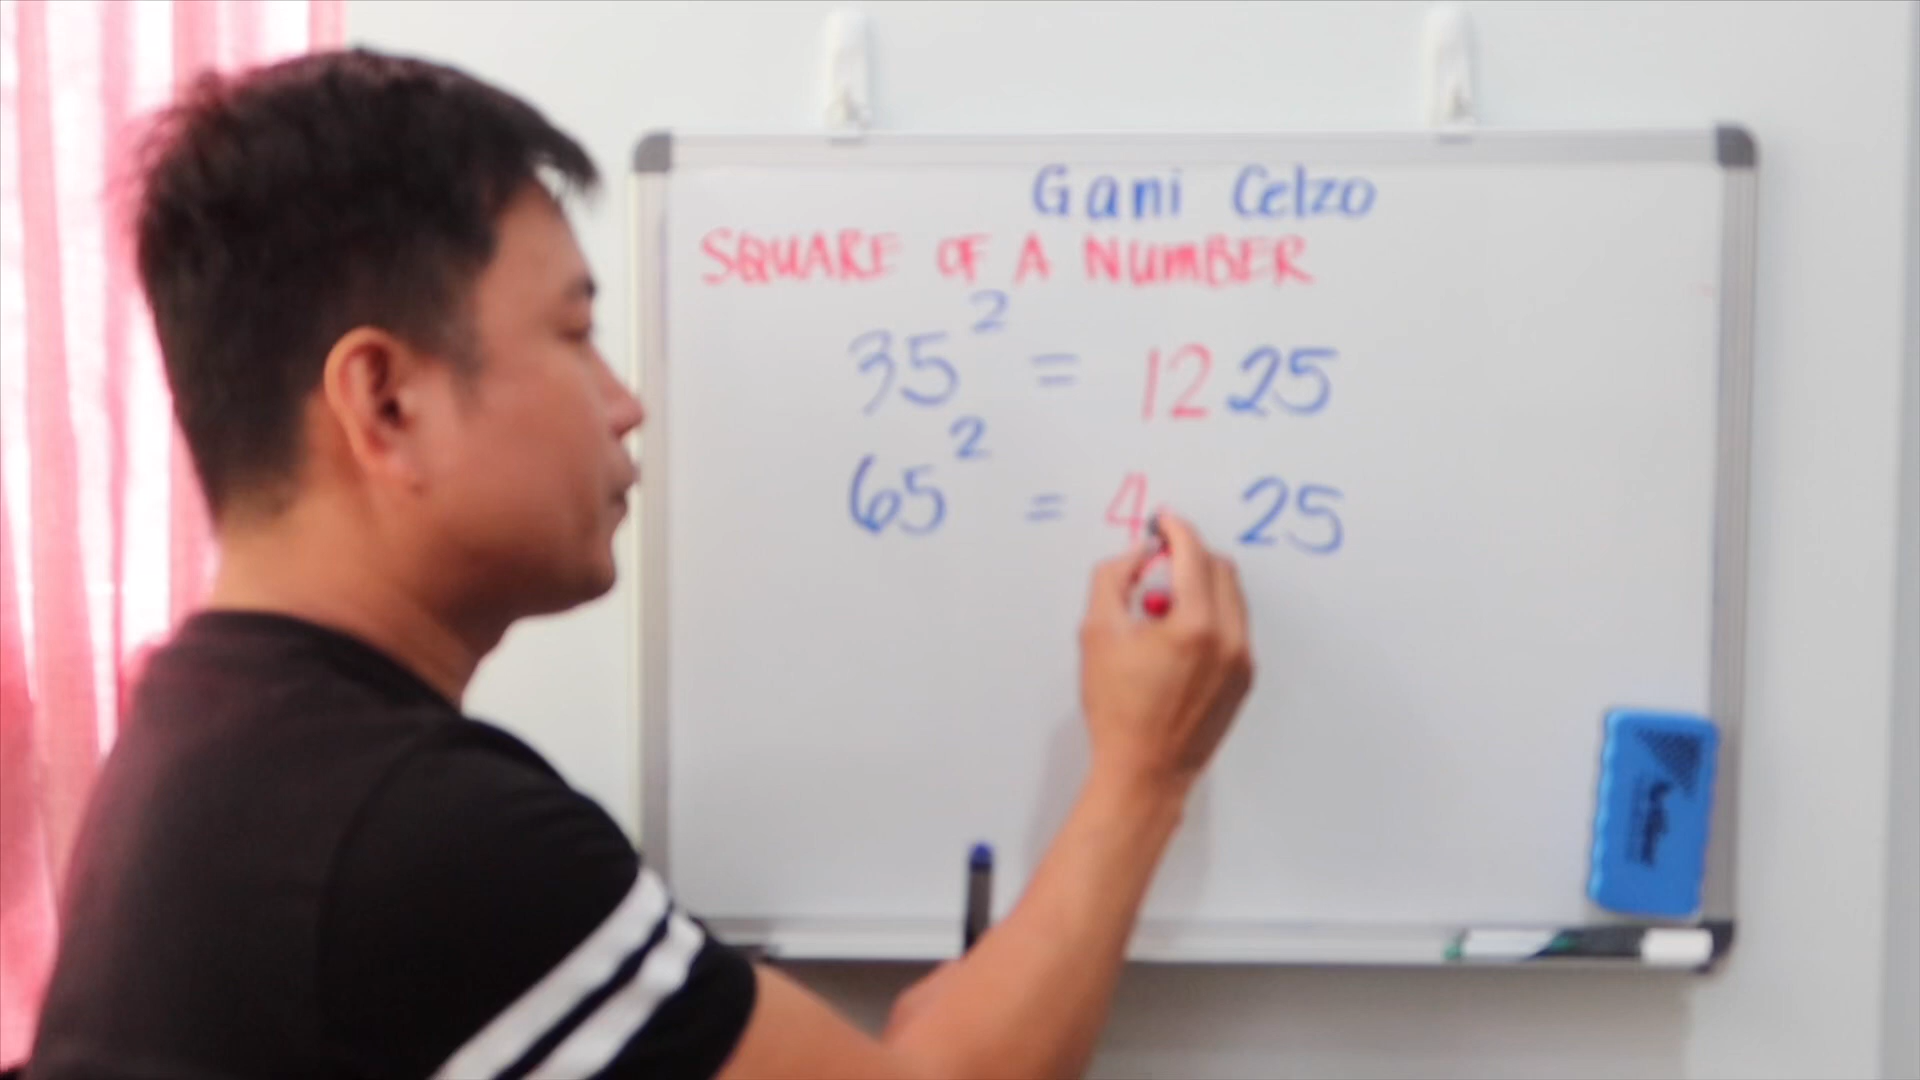 Gani Celzo
SQUARE OF A NUMBER
35² = 1225
65² = 4 25